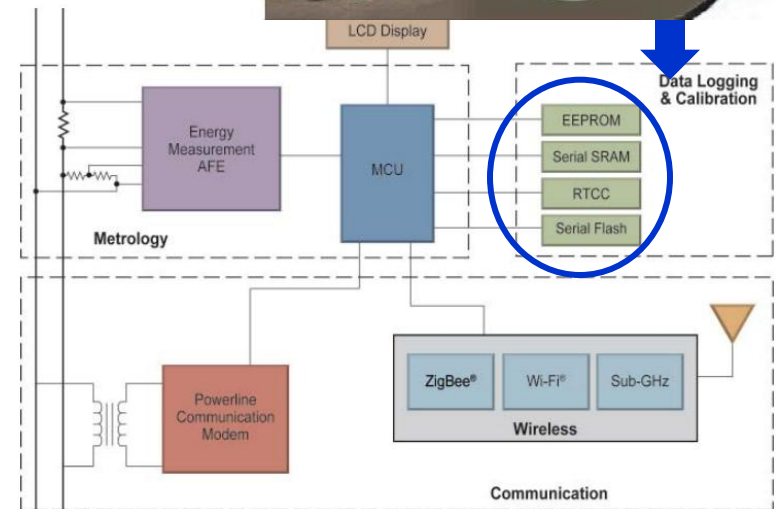 LCD Display
Data Logging
& Calibration
EEPROM
Energy
Measurement
AFE
MCU
Serial SRAM
RTCC
Serial Flash
Metrology
ZigBee®
Wi-Fi®
Sub-GHz
Powerline
Communication
Modem
Wireless
Communication